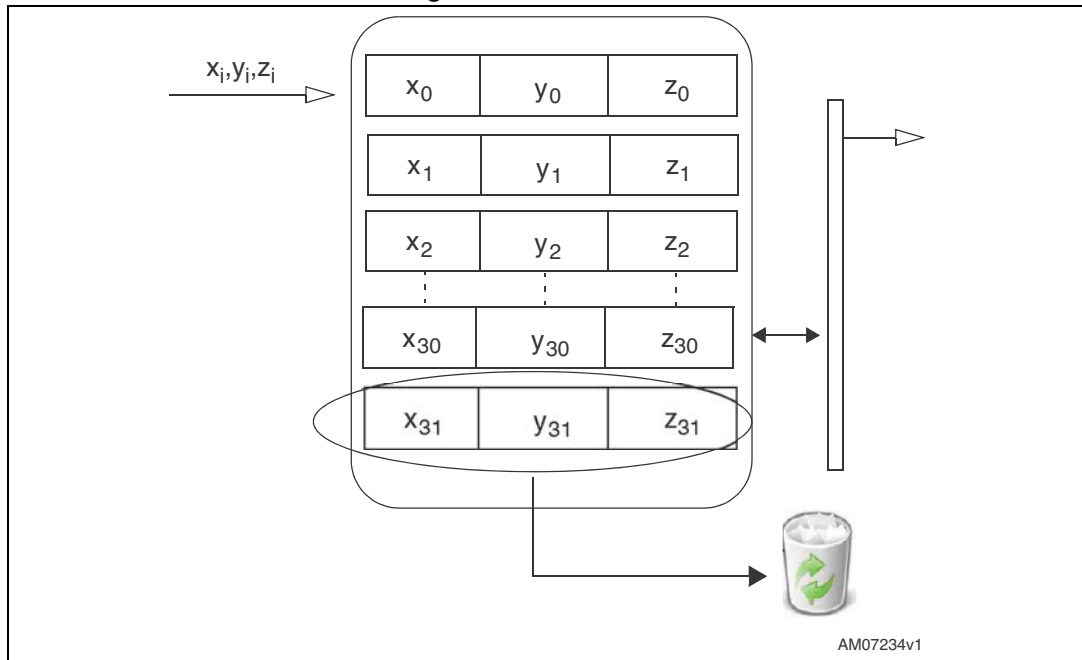 xᵢ,yᵢ,zᵢ
x₀ y₀ z₀
x₁ y₁ z₁
x₂ y₂ z₂
x₃₀ y₃₀ z₃₀
x₃₁ y₃₁ z₃₁
AM07234v1